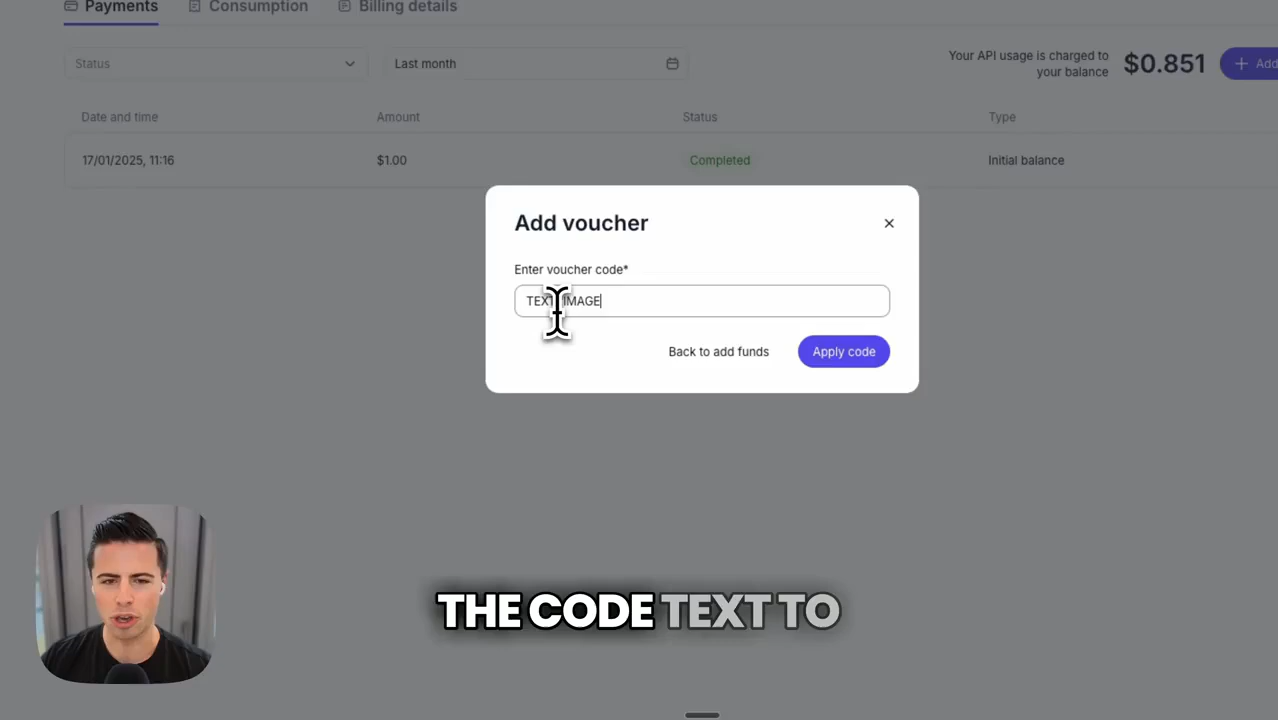 Payments Consumption Billing details
Status Last month Your API usage is charged to
your balance $0.851 Add
Date and time Amount Status Type
17/01/2025, 11:16 $1.00 Completed Initial balance
Add voucher
Enter voucher code*
Back to add funds Apply code
THE CODE TEXT TO